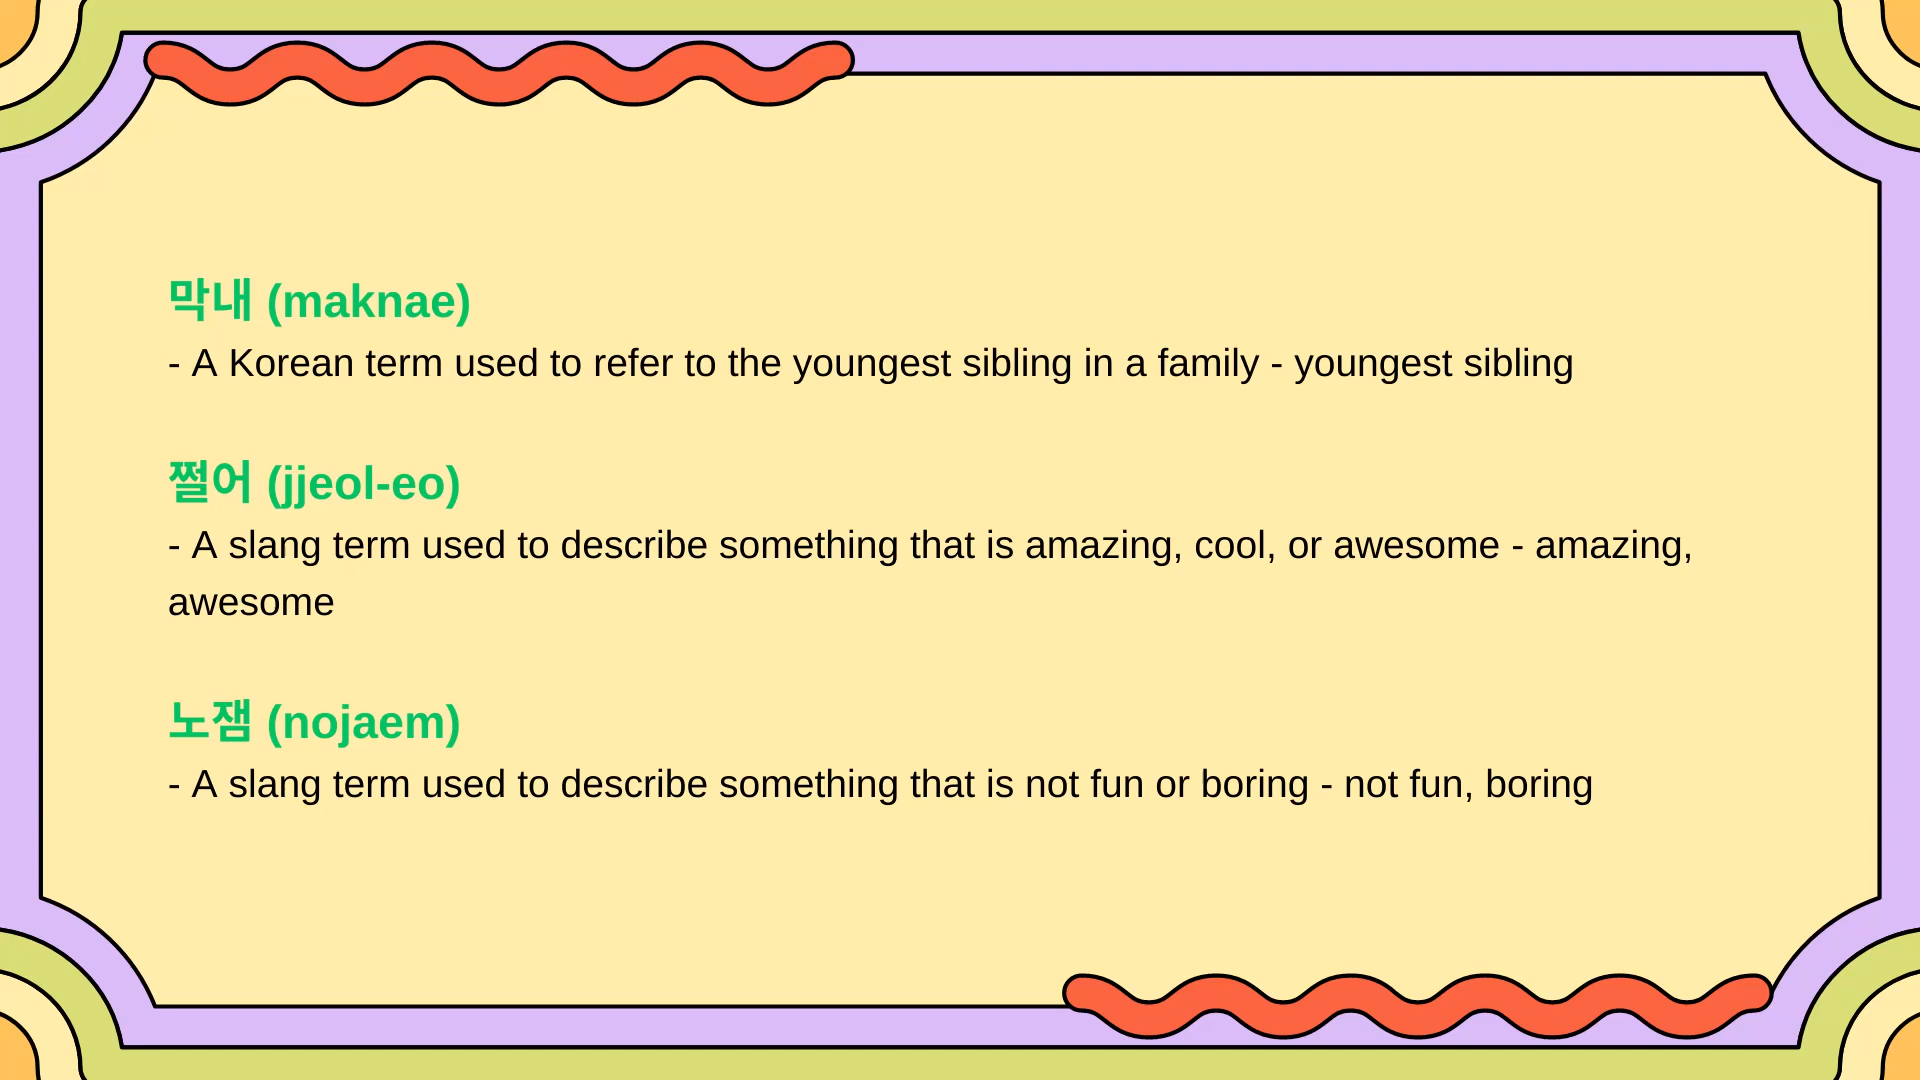 막내 (maknae)
- A Korean term used to refer to the youngest sibling in a family - youngest sibling
쩔어 (jjeol-eo)
- A slang term used to describe something that is amazing, cool, or awesome - amazing,
awesome
노잼 (nojaem)
- A slang term used to describe something that is not fun or boring - not fun, boring